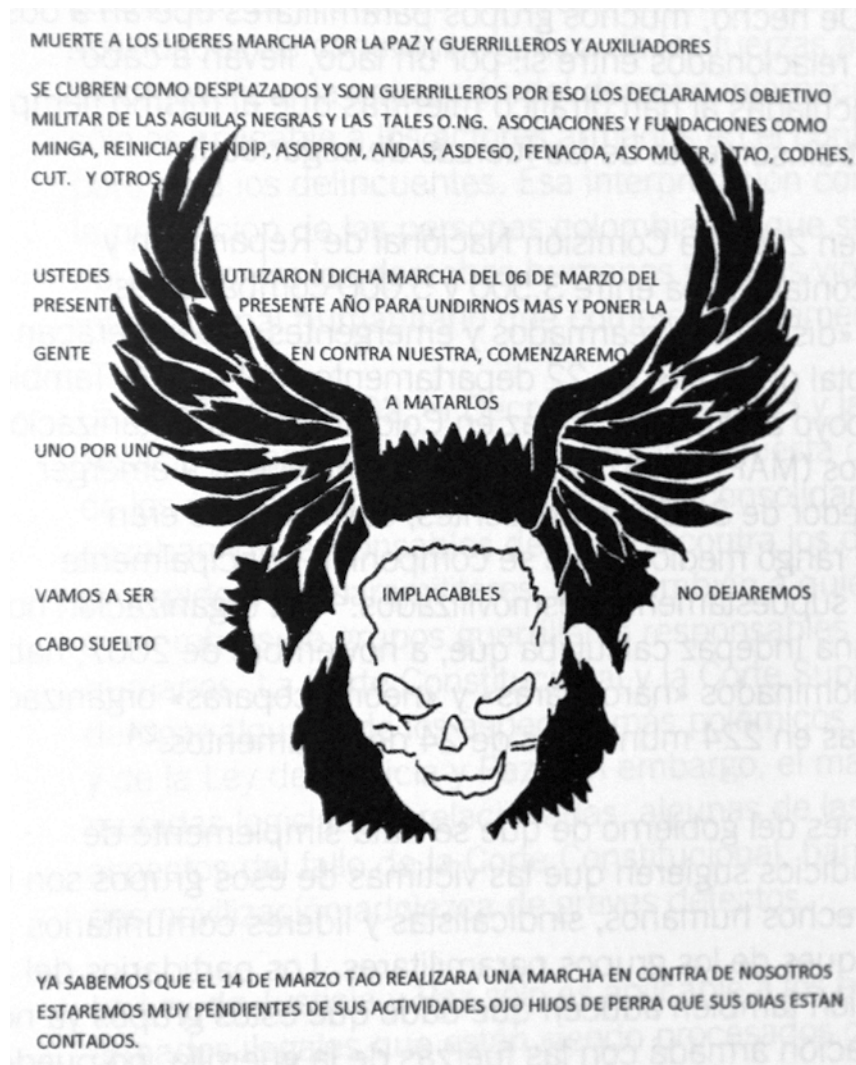 MUERTE A LOS LIDERES MARCHA POR LA PAZ Y GUERRILLEROS Y AUXILIADORES
SE CUBREN COMO DESPLAZADOS Y SON GUERRILLEROS POR ESO LOS DECLARAMOS OBJETIVO
MILITAR DE LAS AGUILAS NEGRAS Y LAS TALES O.NG. ASOCIACIONES Y FUNDACIONES COMO
MINGA, REINICIAR, FUNDIP, ASOPRON, ANDAS, ASDEGO, FENACOA, ASOMUJER, TAO, CODHES,
CUT. Y OTROS
USTEDES UTLIZARON DICHA MARCHA DEL 06 DE MARZO DEL
PRESENTE PRESENTE AÑO PARA UNDIRNOS MAS Y PONER LA
GENTE EN CONTRA NUESTRA, COMENZAREMO
A MATARLOS
UNO POR UNO
VAMOS A SER IMPLACABLES NO DEJAREMOS
CABO SUELTO
YA SABEMOS QUE EL 14 DE MARZO TAO REALIZARA UNA MARCHA EN CONTRA DE NOSOTROS
ESTAREMOS MUY PENDIENTES DE SUS ACTIVIDADES OJO HIJOS DE PERRA QUE SUS DIAS ESTAN
CONTADOS.